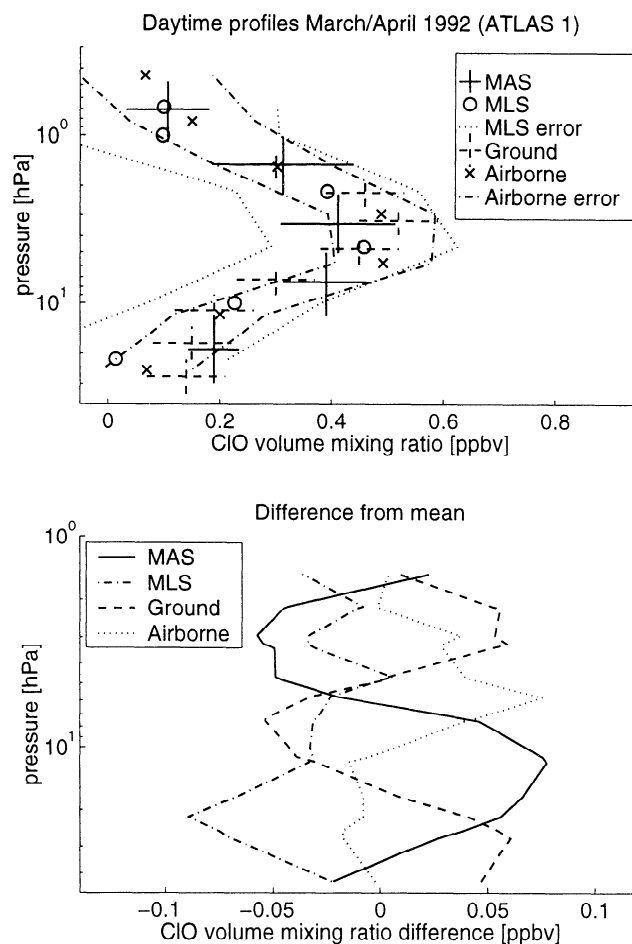 Daytime profiles March/April 1992 (ATLAS 1)
MAS
MLS
MLS error
Ground
Airborne
Airborne error
10^0
10^1
pressure [hPa]
0 0.2 0.4 0.6 0.8
ClO volume mixing ratio [ppbv]
Difference from mean
10^0
MAS
MLS
Ground
Airborne
10^1
pressure [hPa]
−0.1 −0.05 0 0.05 0.1
ClO volume mixing ratio difference [ppbv]